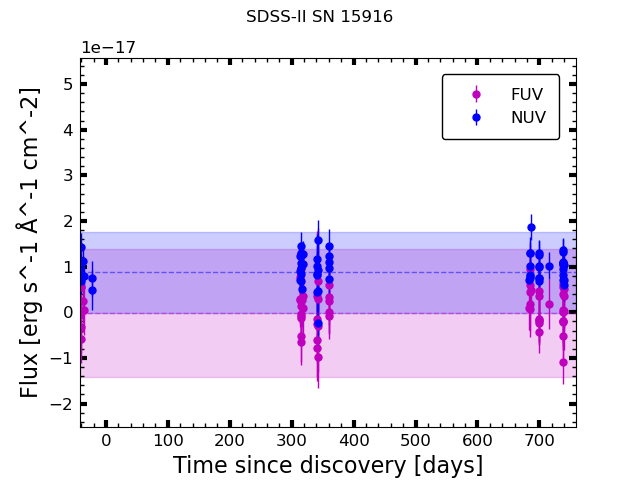 SDSS-II SN 15916
1e−17
FUV
NUV
5
4
3
2
1
0
−1
−2
Flux [erg s^-1 Å^-1 cm^-2]
0 100 200 300 400 500 600 700
Time since discovery [days]